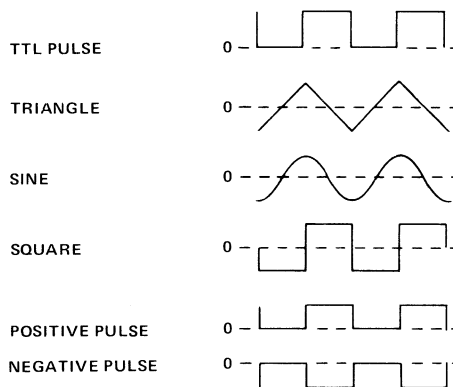 TTL PULSE 0
TRIANGLE 0
SINE 0
SQUARE 0
POSITIVE PULSE 0
NEGATIVE PULSE 0